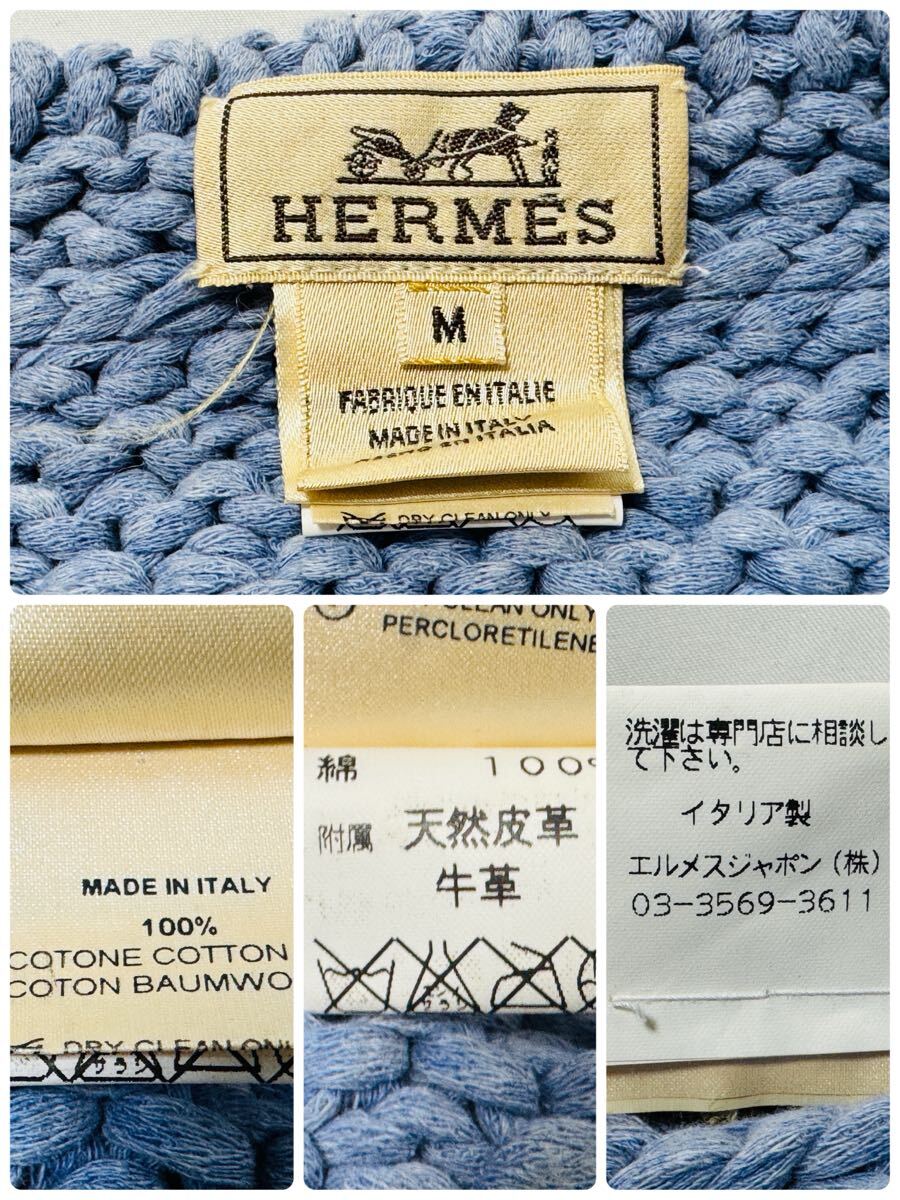 HERMÈS
M
FABRIQUE EN ITALIE
MADE IN ITALY
DRY CLEAN ONLY
MADE IN ITALY
100%
COTONE COTTON
COTON BAUMWO
DRY CLEAN ONLY
CLEAN ONLY
PERCLORETILENE
綿 100%
附属 天然皮革
牛革
洗濯は専門店に相談し
て下さい。
イタリア製
エルメスジャポン(株)
03-3569-3611